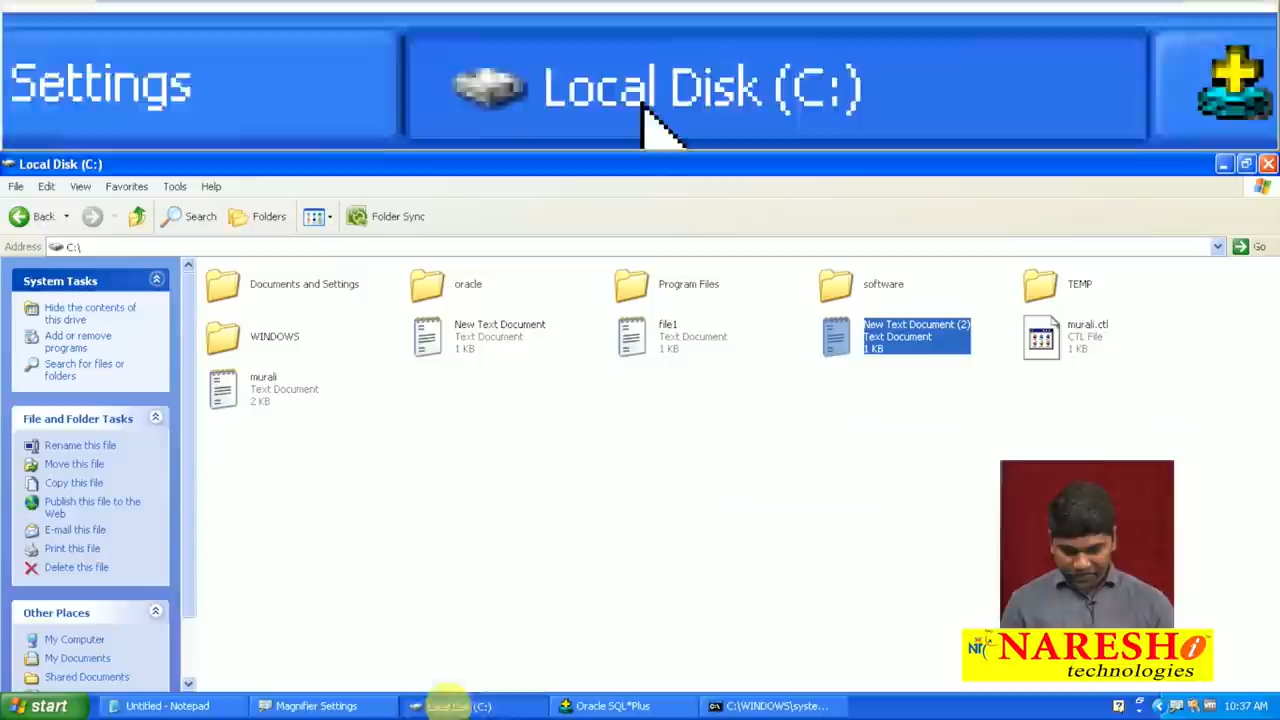 Settings
Local Disk (C:)
Local Disk (C:)
File Edit View Favorites Tools Help
Back Search Folders Folder Sync
Address C:\ Go
System Tasks
Hide the contents of
this drive
Add or remove
programs
Search for files or
folders
File and Folder Tasks
Rename this file
Move this file
Copy this file
Publish this file to the
Web
E-mail this file
Print this file
Delete this file
Other Places
My Computer
My Documents
Shared Documents
Documents and Settings
oracle
Program Files
software
TEMP
WINDOWS
New Text Document
Text Document
1 KB
file1
Text Document
1 KB
New Text Document (2)
Text Document
1 KB
murali.ctl
CTL File
1 KB
murali
Text Document
2 KB
NARESH i
technologies
start
Untitled - Notepad
Magnifier Settings
Local Disk (C:)
Oracle SQL*Plus
C:\WINDOWS\syste...
10:37 AM